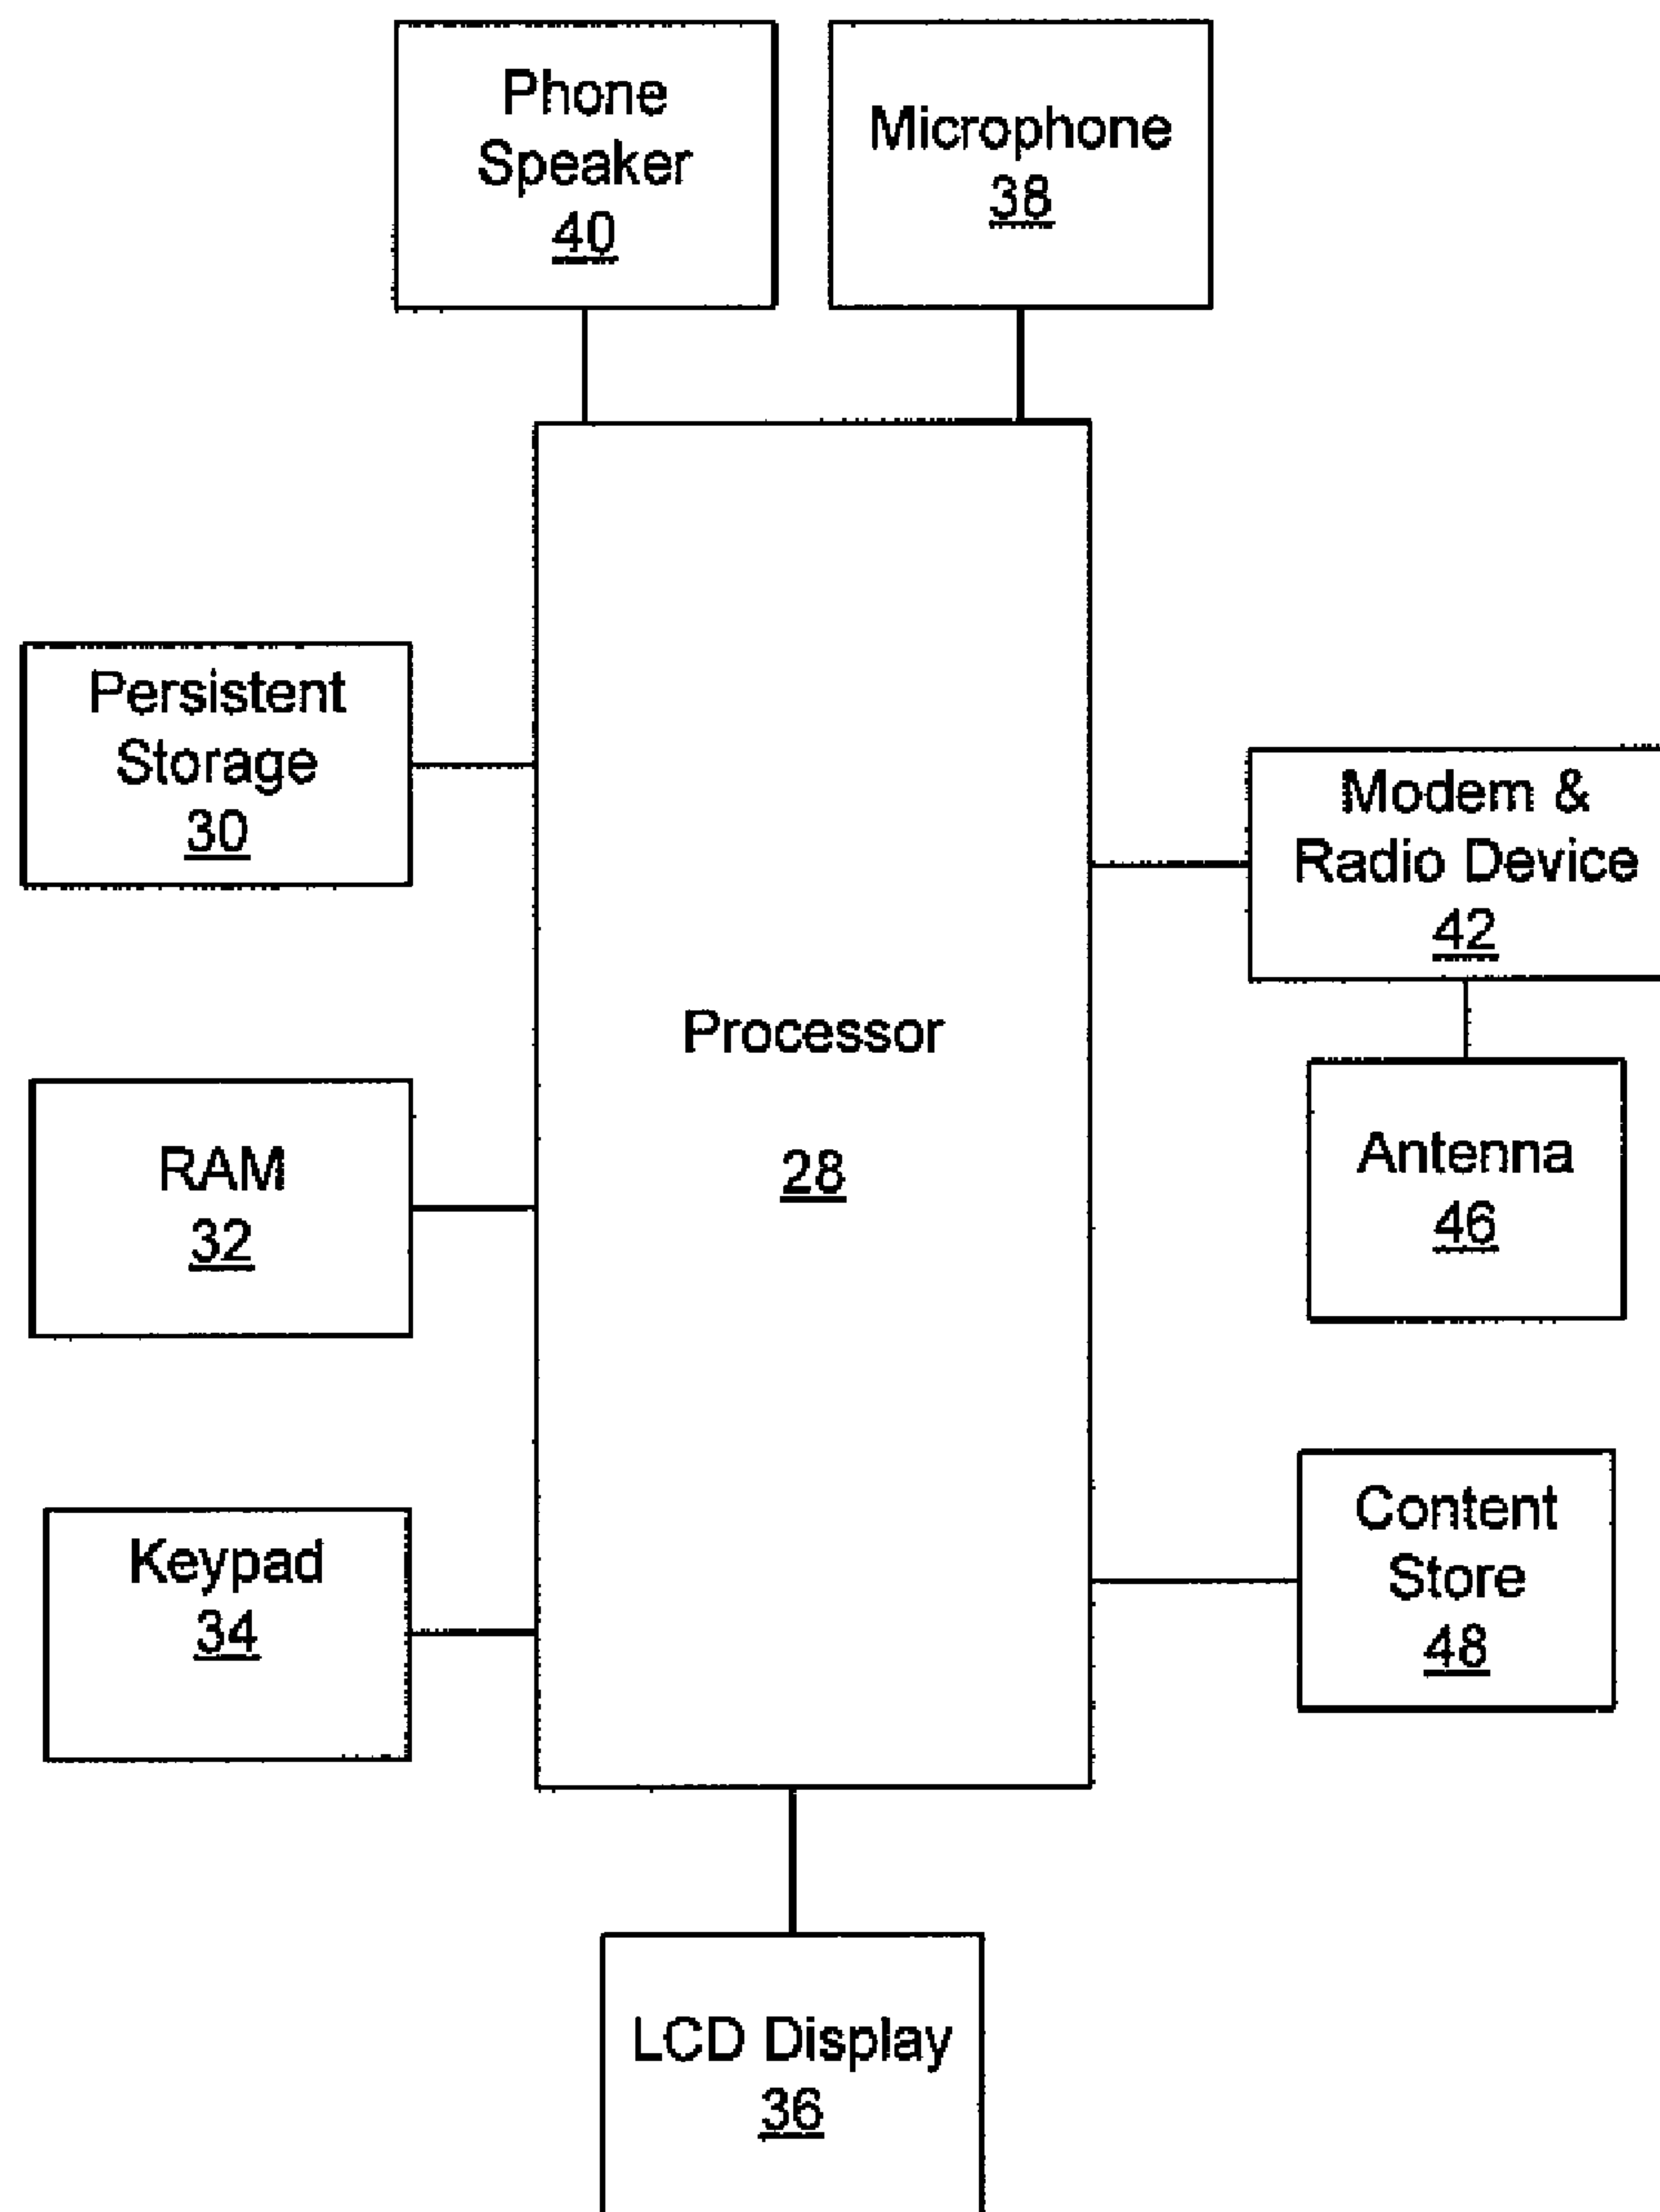 Phone
Speaker
40
Microphone
38
Persistent
Storage
30
Modem &
Radio Device
42
Processor
28
RAM
32
Antenna
46
Keypad
34
Content
Store
48
LCD Display
36